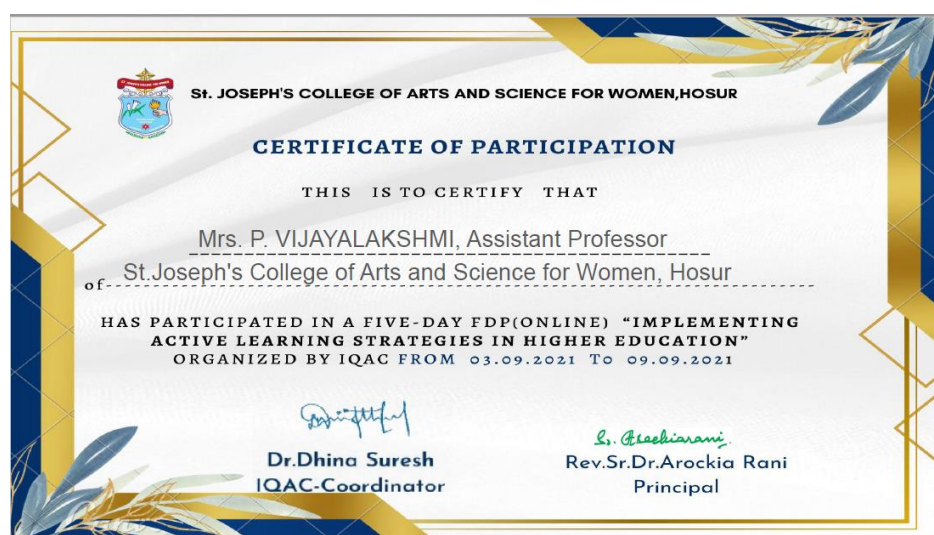 St. JOSEPH'S COLLEGE OF ARTS AND SCIENCE FOR WOMEN,HOSUR
CERTIFICATE OF PARTICIPATION
THIS IS TO CERTIFY THAT
Mrs. P. VIJAYALAKSHMI, Assistant Professor
of St.Joseph's College of Arts and Science for Women, Hosur
HAS PARTICIPATED IN A FIVE-DAY FDP(ONLINE) “IMPLEMENTING
ACTIVE LEARNING STRATEGIES IN HIGHER EDUCATION”
ORGANIZED BY IQAC FROM 03.09.2021 TO 09.09.2021
Dr.Dhina Suresh
IQAC-Coordinator
Rev.Sr.Dr.Arockia Rani
Principal